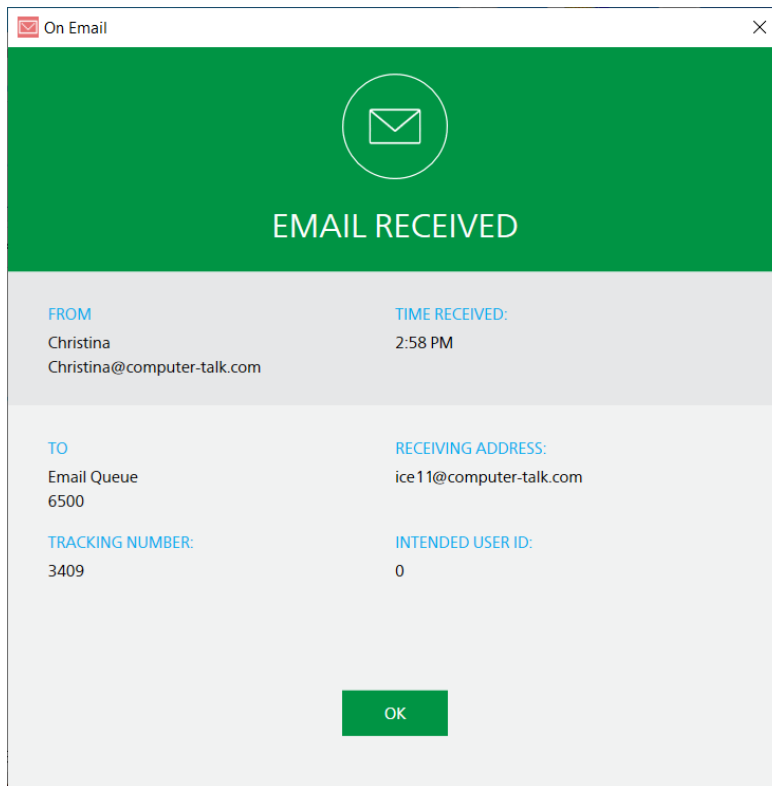 On Email
EMAIL RECEIVED
FROM
Christina
Christina@computer-talk.com
TIME RECEIVED:
2:58 PM
TO
Email Queue
6500
RECEIVING ADDRESS:
ice11@computer-talk.com
TRACKING NUMBER:
3409
INTENDED USER ID:
0
OK